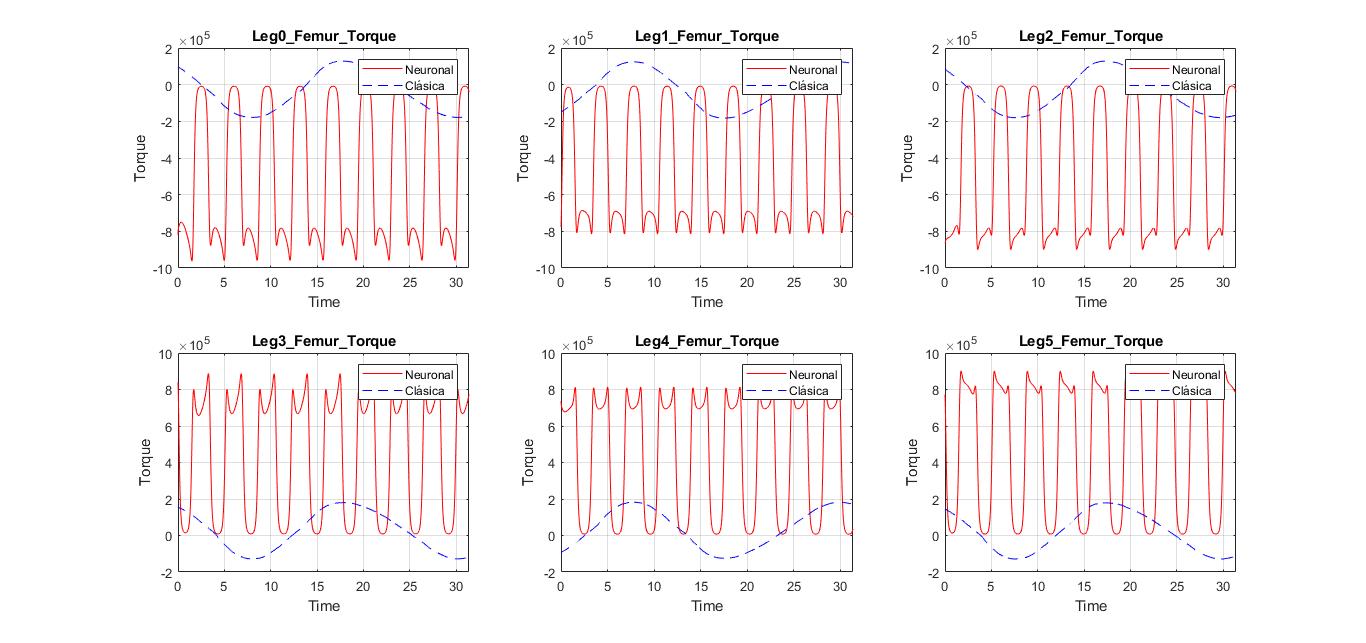 Leg0_Femur_Torque
×10^5
Neuronal
Clásica
Torque
2
0
-2
-4
-6
-8
-10
0 5 10 15 20 25 30
Time
Leg1_Femur_Torque
×10^5
Neuronal
Clásica
Torque
2
0
-2
-4
-6
-8
-10
0 5 10 15 20 25 30
Time
Leg2_Femur_Torque
×10^5
Neuronal
Clásica
Torque
2
0
-2
-4
-6
-8
-10
0 5 10 15 20 25 30
Time
Leg3_Femur_Torque
×10^5
Neuronal
Clásica
Torque
10
8
6
4
2
0
-2
0 5 10 15 20 25 30
Time
Leg4_Femur_Torque
×10^5
Neuronal
Clásica
Torque
10
8
6
4
2
0
-2
0 5 10 15 20 25 30
Time
Leg5_Femur_Torque
×10^5
Neuronal
Clásica
Torque
10
8
6
4
2
0
-2
0 5 10 15 20 25 30
Time